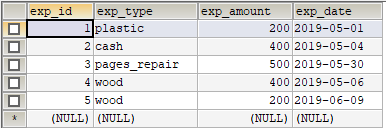 exp_id exp_type exp_amount exp_date
1 plastic 200 2019-05-01
2 cash 400 2019-05-04
3 pages_repair 500 2019-05-30
4 wood 400 2019-05-06
5 wood 200 2019-06-09
* (NULL) (NULL) (NULL) (NULL)